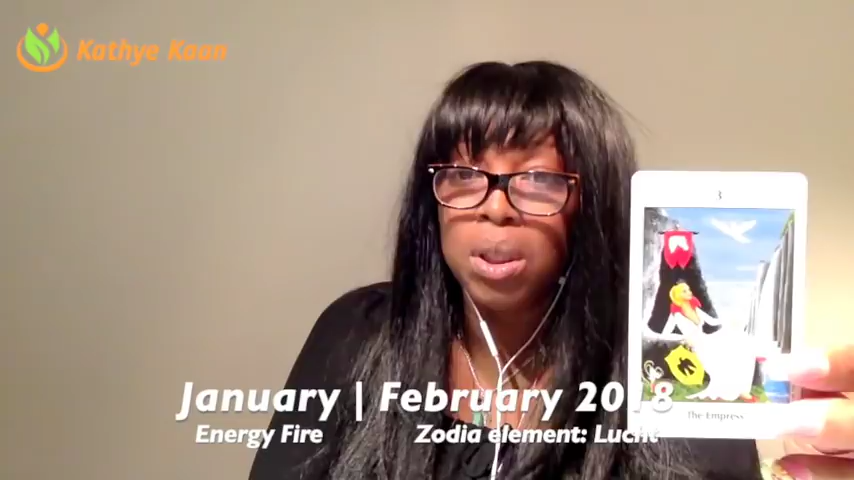 Kathye Kaan
3
January | February 2018
The Empress
Energy Fire
Zodia element: Lucht